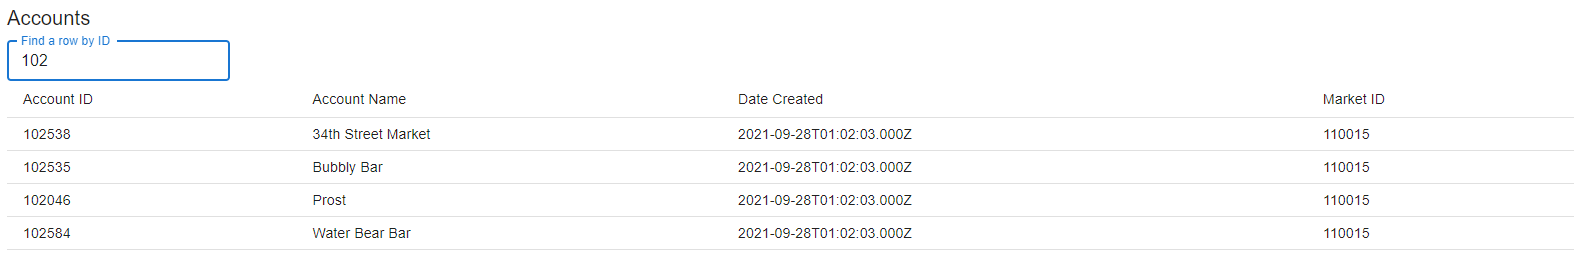 Accounts
Find a row by ID
102
Account ID Account Name Date Created Market ID
102538 34th Street Market 2021-09-28T01:02:03.000Z 110015
102535 Bubbly Bar 2021-09-28T01:02:03.000Z 110015
102046 Prost 2021-09-28T01:02:03.000Z 110015
102584 Water Bear Bar 2021-09-28T01:02:03.000Z 110015